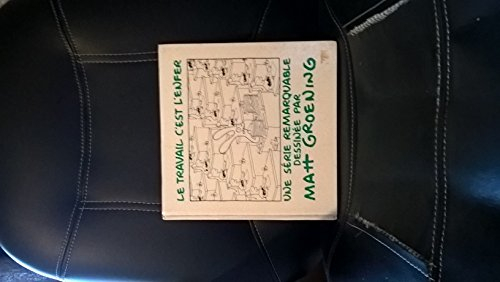 LE TRAVAIL C'EST L'ENFER
UNE SÉRIE REMARQUABLE
DESSINÉE PAR
MATT GROENING